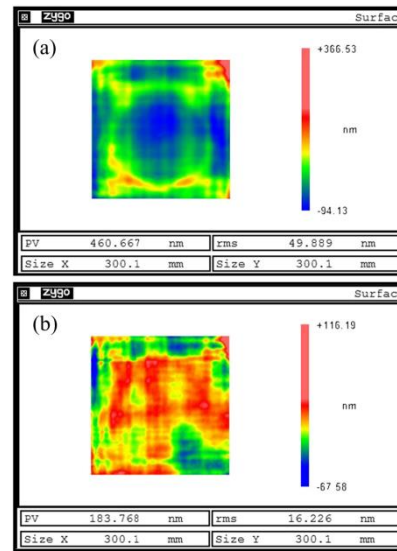 zygo Surfac
(a)
+366.53
nm
-94.13
PV 460.667 nm rms 49.889 nm
Size X 300.1 mm Size Y 300.1 mm
zygo Surfac
(b)
+116.19
nm
-67.58
PV 183.768 nm rms 16.226 nm
Size X 300.1 mm Size Y 300.1 mm